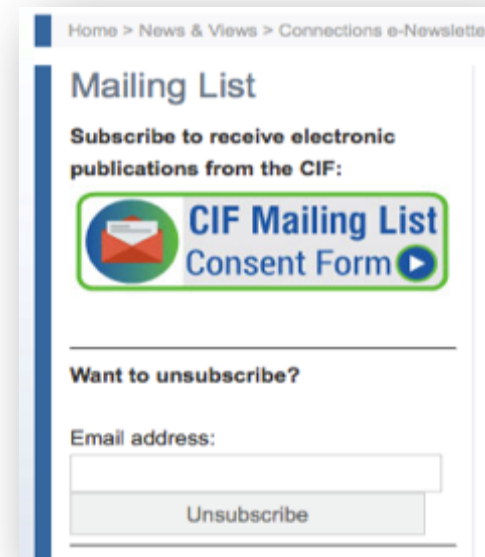 Home > News & Views > Connections e-Newslette
Mailing List
Subscribe to receive electronic
publications from the CIF:
CIF Mailing List
Consent Form
Want to unsubscribe?
Email address:
Unsubscribe